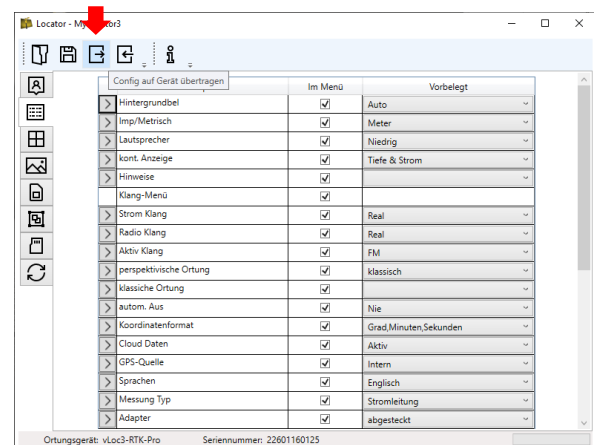 Locator - My or3
Config auf Gerät übertragen
Im Menü Vorbelegt
Hintergrundbel Auto
Imp/Metrisch Meter
Lautsprecher Niedrig
kont. Anzeige Tiefe & Strom
Hinweise
Klang-Menü
Strom Klang Real
Radio Klang Real
Aktiv Klang FM
perspektivische Ortung klassisch
klassiche Ortung
autom. Aus Nie
Koordinatenformat Grad,Minuten,Sekunden
Cloud Daten Aktiv
GPS-Quelle Intern
Sprachen Englisch
Messung Typ Stromleitung
Adapter abgesteckt
Ortungsgerät: vLoc3-RTK-Pro Seriennummer: 22601160125